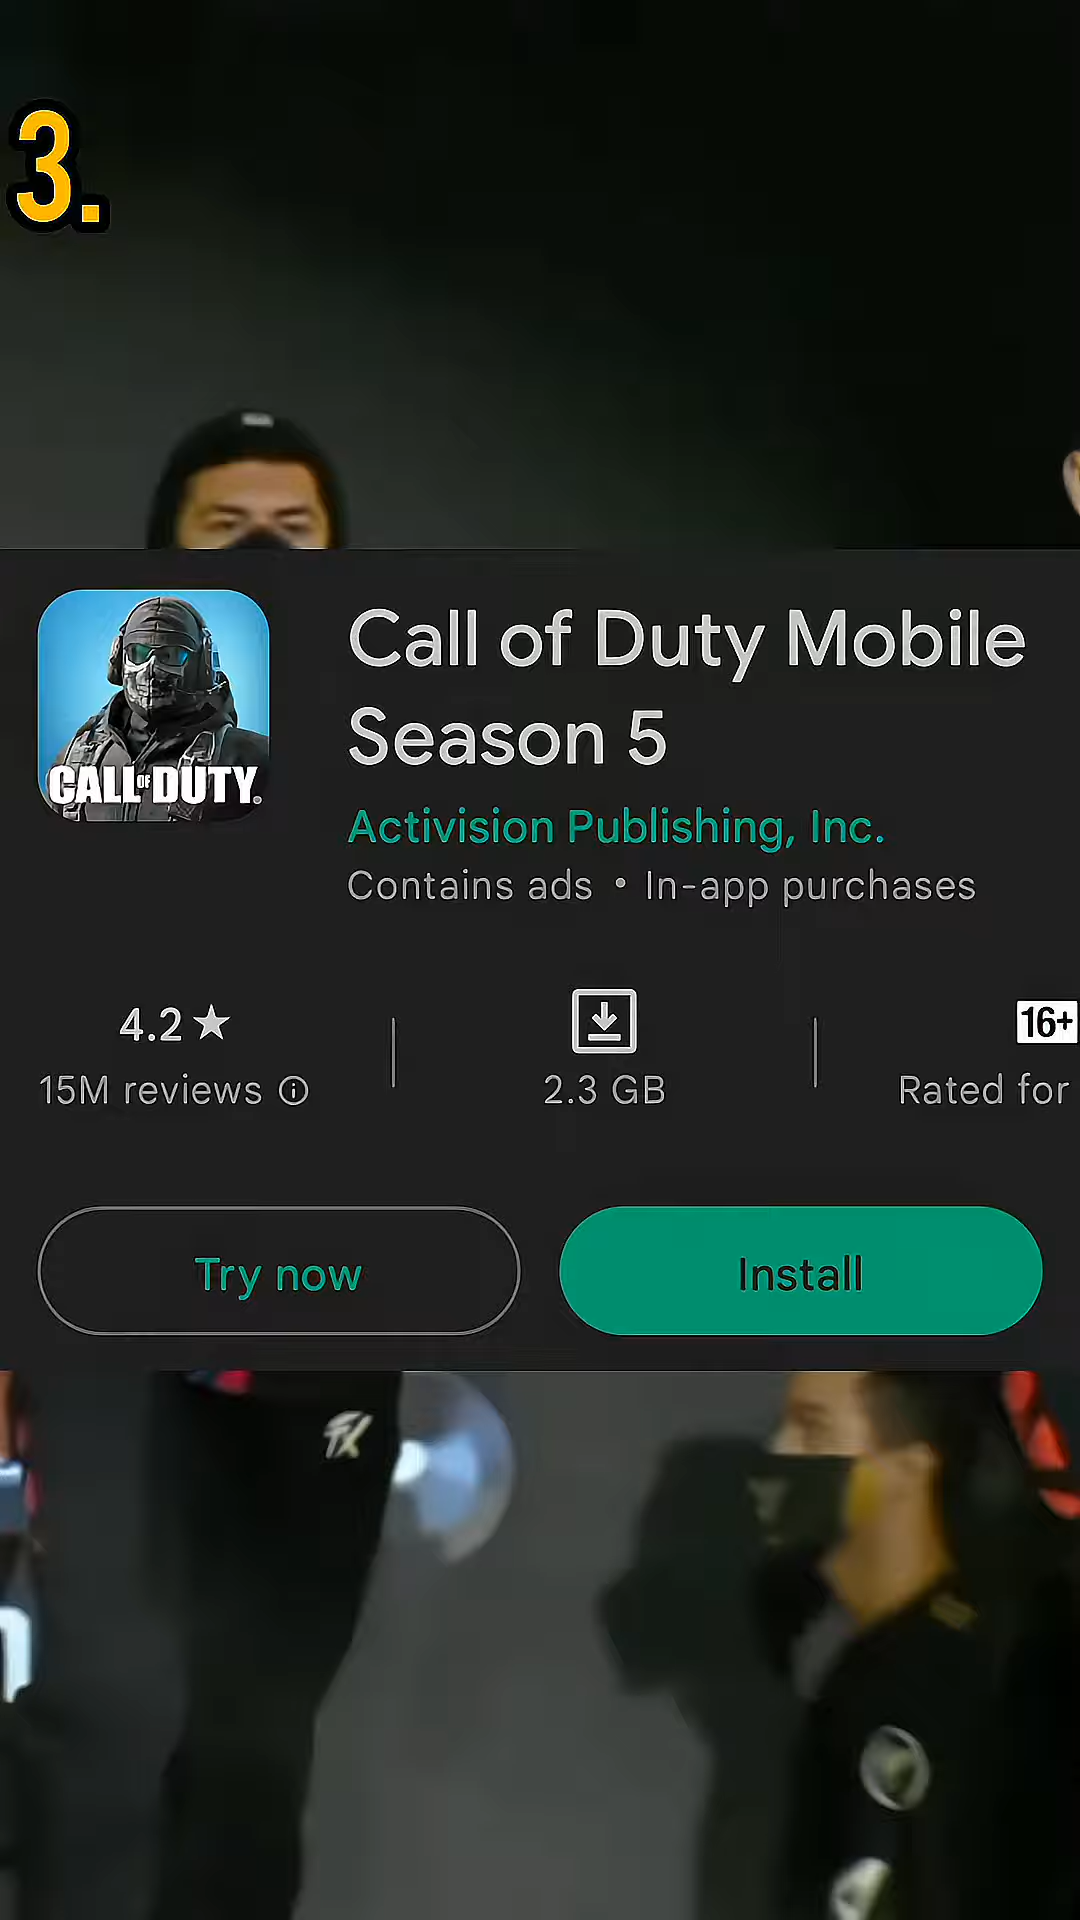 3.
Call of Duty Mobile
Season 5
CALL OF DUTY
Activision Publishing, Inc.
Contains ads • In-app purchases
4.2★
16+
15M reviews
2.3 GB
Rated for
Try now
Install
FX